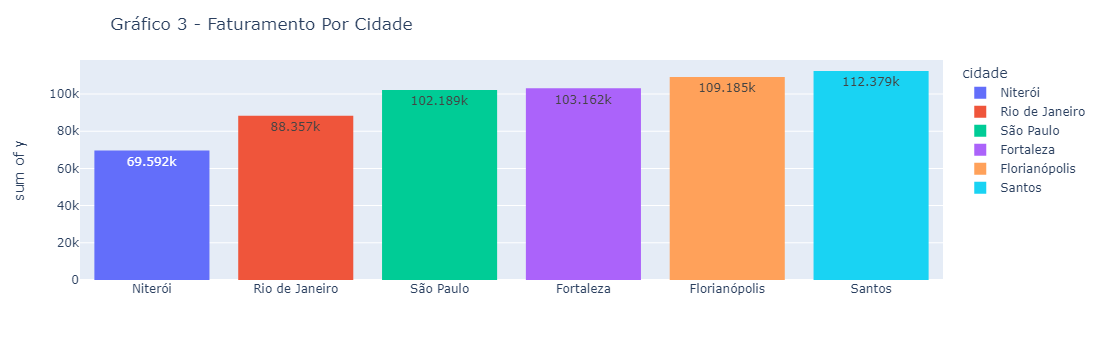 Gráfico 3 - Faturamento Por Cidade
sum of y
100k
80k
60k
40k
20k
0
69.592k
88.357k
102.189k
103.162k
109.185k
112.379k
Niterói
Rio de Janeiro
São Paulo
Fortaleza
Florianópolis
Santos
cidade
Niterói
Rio de Janeiro
São Paulo
Fortaleza
Florianópolis
Santos